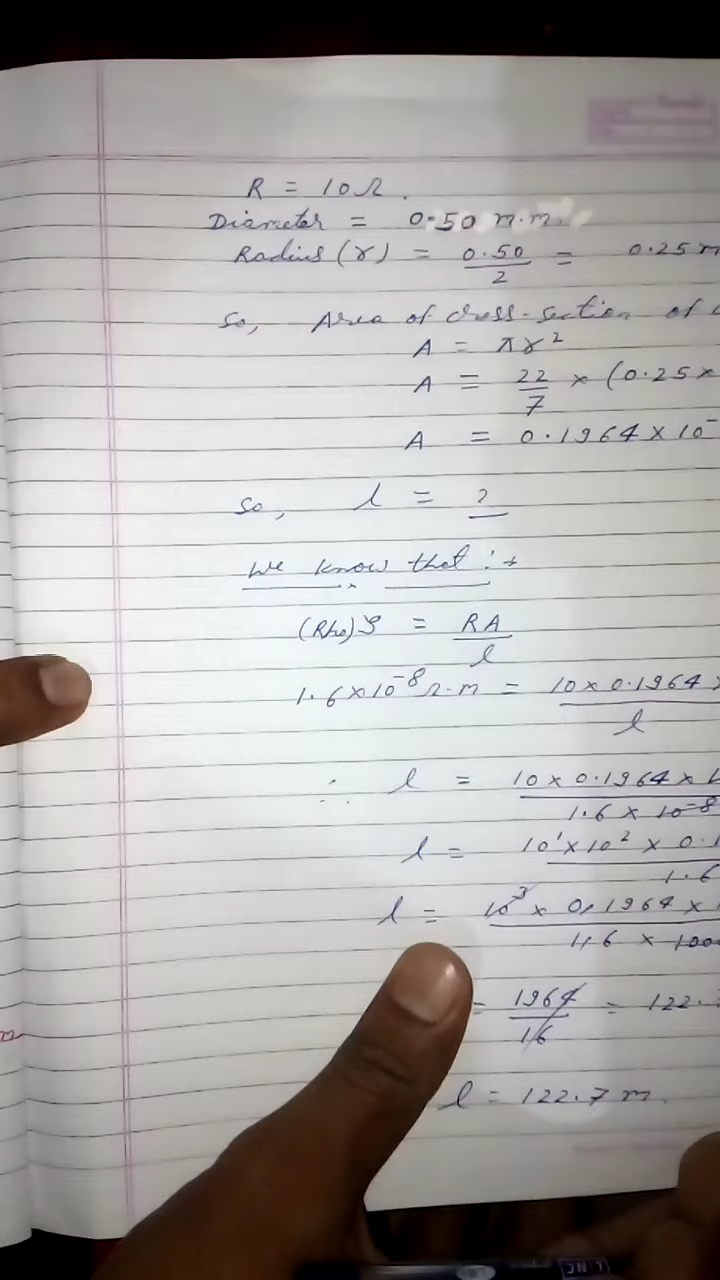 R = 10Ω.
Diameter = 0.50 m.m.
Radius (r) = 0.50/2 = 0.25 m
So, Area of cross-section of
A = πr²
A = 22/7 × (0.25 ×
A = 0.1964 × 10⁻
So, l = ?
We know that :→
(Rho) ρ = RA/l
1.6 × 10⁻⁸ Ω·m = 10 × 0.1964 ×/l
∴ l = 10 × 0.1964 × 1/1.6 × 10⁻⁸
l = 10¹ × 10² × 0.1/1.6
l = 10³ × 0.1964 ×/1.6 × 100
= 1964/16 = 122.
m
l = 122.7 m.